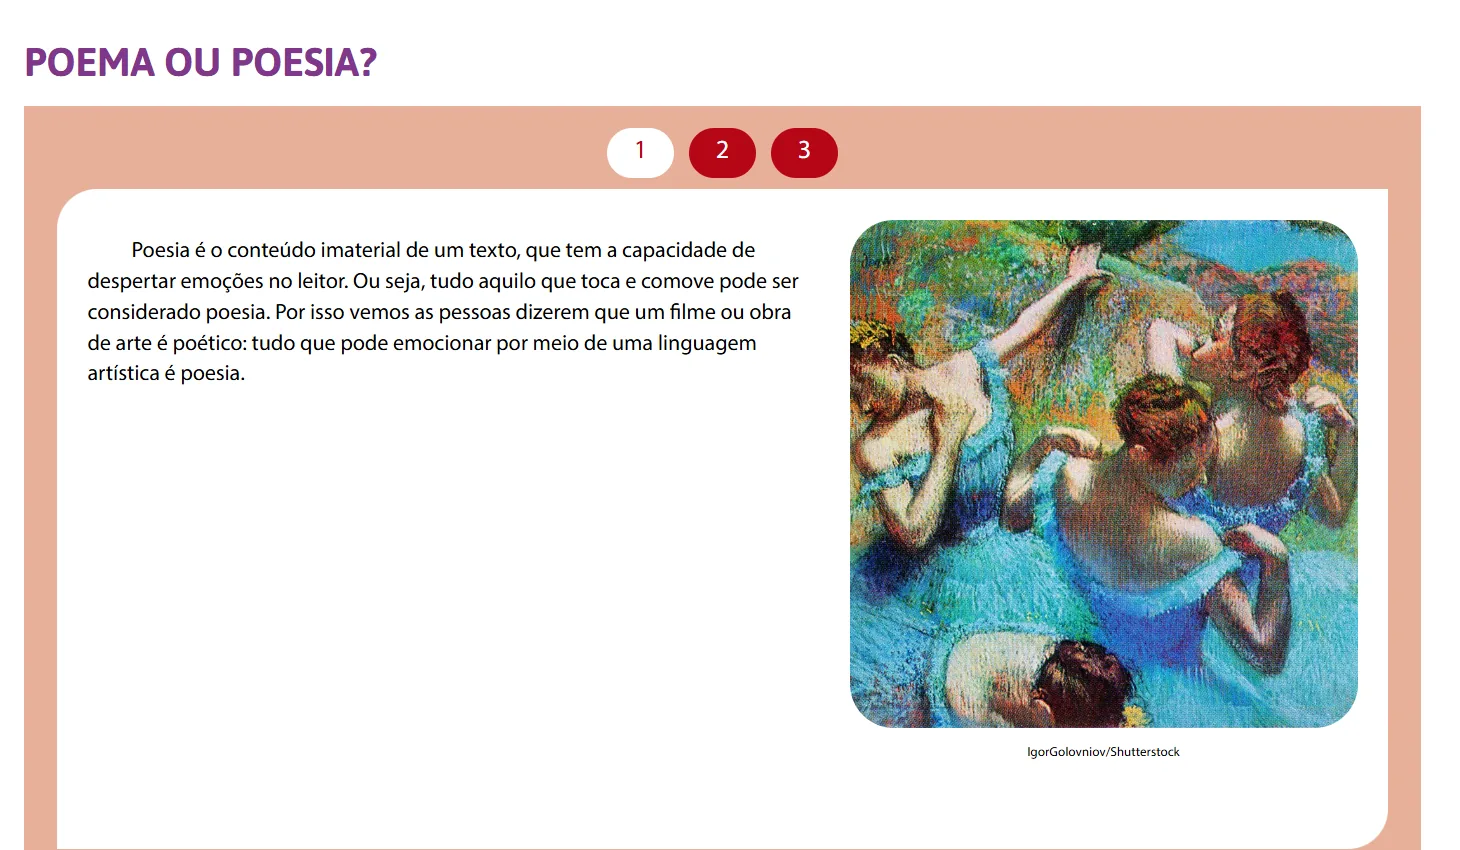 POEMA OU POESIA?
1 2 3
Poesia é o conteúdo imaterial de um texto, que tem a capacidade de
despertar emoções no leitor. Ou seja, tudo aquilo que toca e comove pode ser
considerado poesia. Por isso vemos as pessoas dizerem que um filme ou obra
de arte é poético: tudo que pode emocionar por meio de uma linguagem
artística é poesia.
IgorGolovniov/Shutterstock